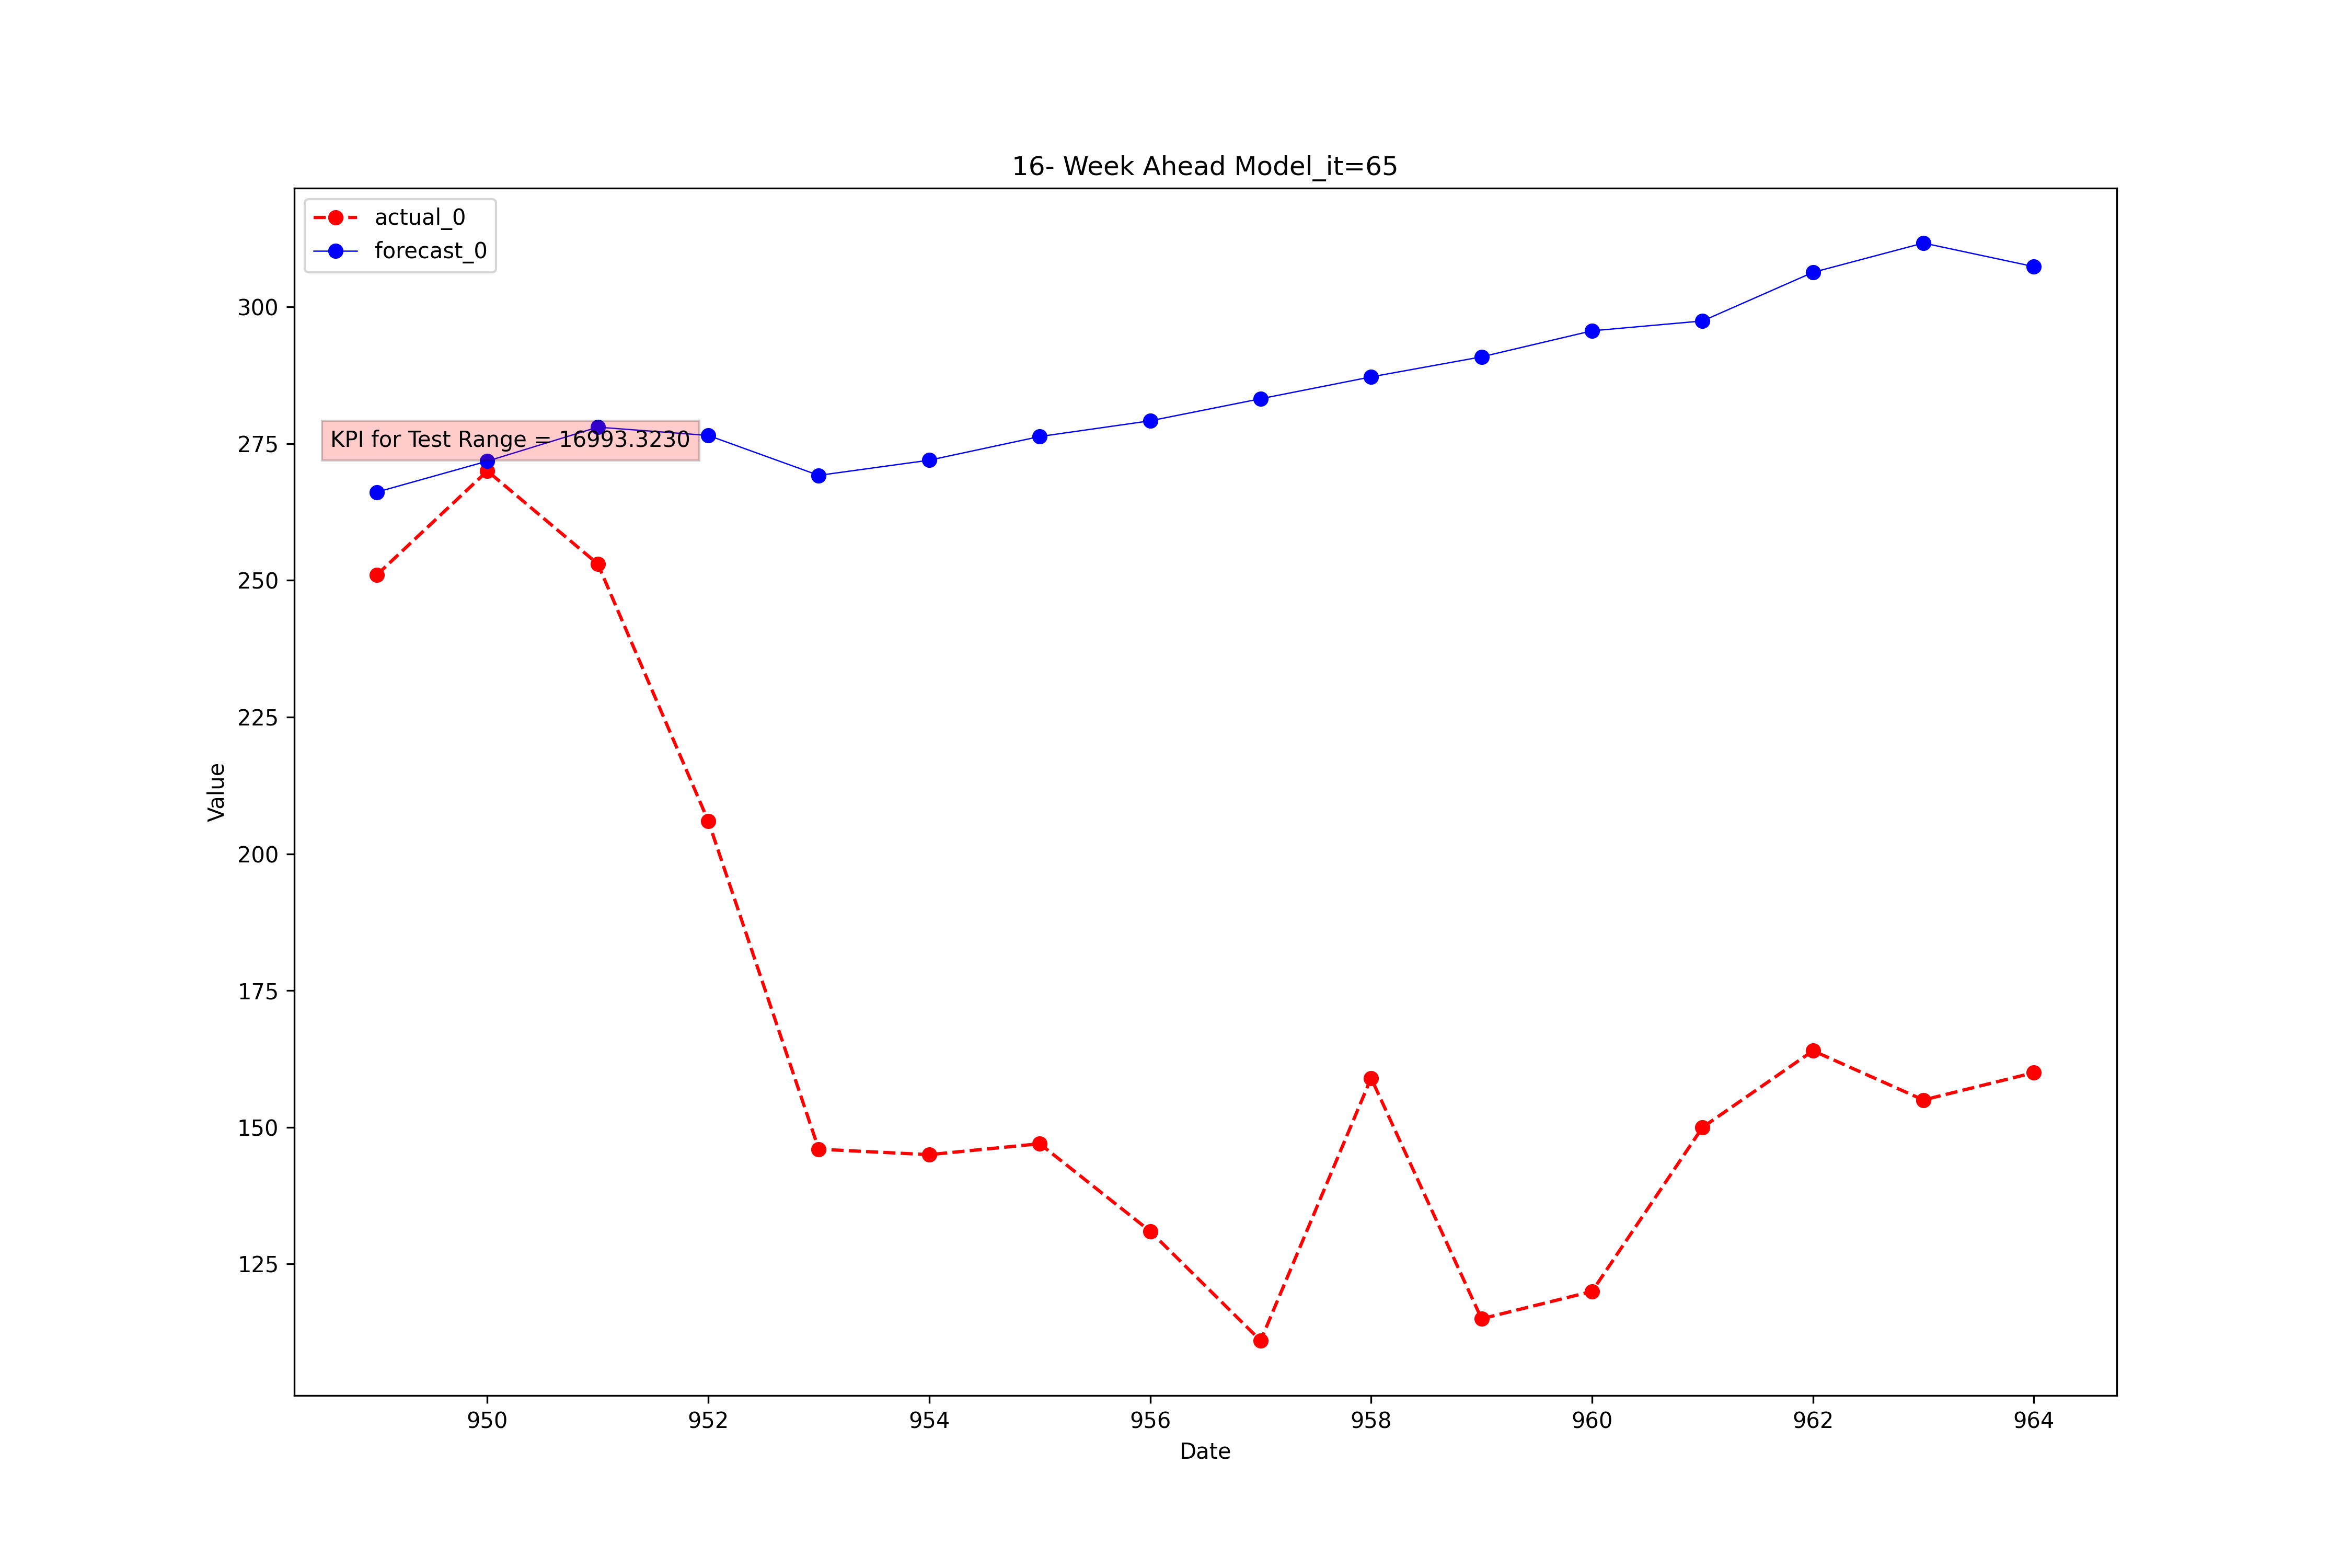 16- Week Ahead Model_it=65
actual_0
forecast_0
KPI for Test Range = 16993.3230
300
275
250
225
200
175
150
125
Value
950 952 954 956 958 960 962 964
Date